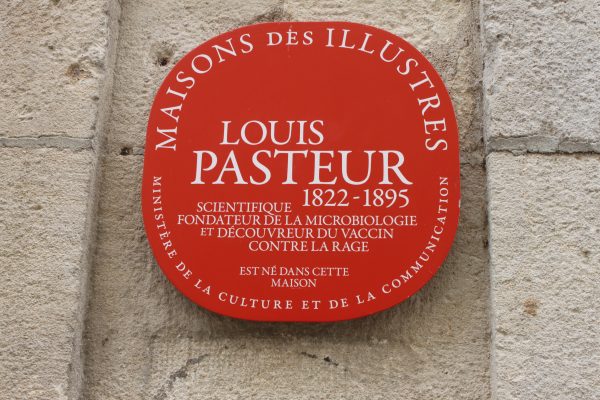 MAISONS DES ILLUSTRES
LOUIS
PASTEUR
1822 - 1895
SCIENTIFIQUE
FONDATEUR DE LA MICROBIOLOGIE
ET DÉCOUVREUR DU VACCIN
CONTRE LA RAGE
EST NÉ DANS CETTE
MAISON
MINISTÈRE DE LA CULTURE ET DE LA COMMUNICATION